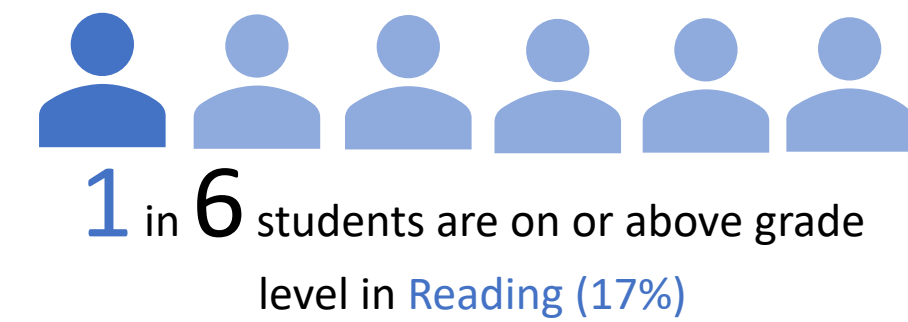 1 in 6 students are on or above grade
level in Reading (17%)